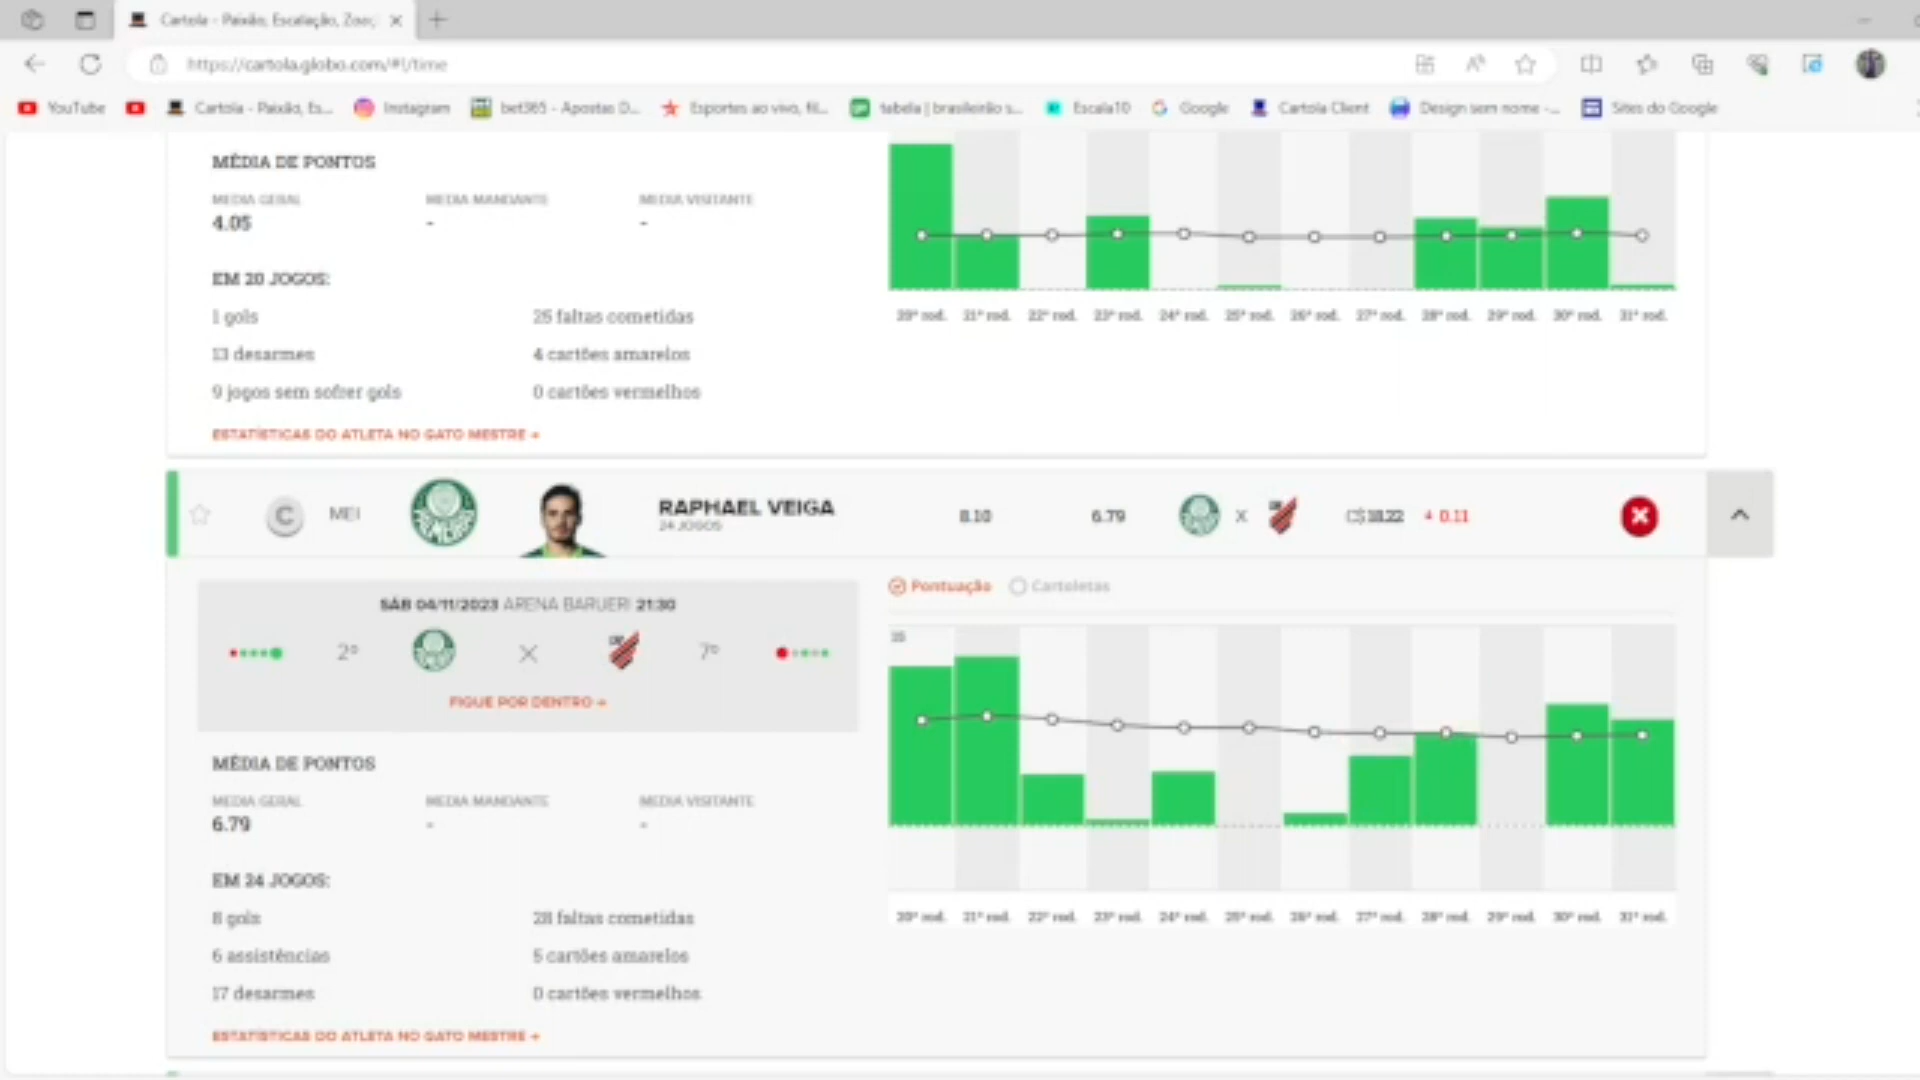 Cartola - Paixão, Escalação, Zoaç
https://cartola.globo.com/#!/time
YouTube
Cartola - Paixão, Es...
Instagram
bet365 - Apostas D...
Esportes ao vivo, fil...
tabela | brasileirão s...
Escala10
Google
Cartola Client
Design sem nome -...
Sites do Google
MÉDIA DE PONTOS
MEDIA GERAL MEDIA MANDANTE MEDIA VISITANTE
4.05 - -
EM 20 JOGOS:
1 gols 25 faltas cometidas
13 desarmes 4 cartões amarelos
9 jogos sem sofrer gols 0 cartões vermelhos
ESTATÍSTICAS DO ATLETA NO GATO MESTRE
20ª rod. 21ª rod. 22ª rod. 23ª rod. 24ª rod. 25ª rod. 26ª rod. 27ª rod. 28ª rod. 29ª rod. 30ª rod. 31ª rod.
C MEI RAPHAEL VEIGA 8.10 6.79 X C$ 18.22 0.11
24 JOGOS
SÁB 04/11/2023 ARENA BARUERI 21:30
2º X 7º
FIQUE POR DENTRO
Pontuação Cartoletas
MÉDIA DE PONTOS
MEDIA GERAL MEDIA MANDANTE MEDIA VISITANTE
6.79 - -
EM 24 JOGOS:
8 gols 28 faltas cometidas
6 assistências 5 cartões amarelos
17 desarmes 0 cartões vermelhos
ESTATÍSTICAS DO ATLETA NO GATO MESTRE
20ª rod. 21ª rod. 22ª rod. 23ª rod. 24ª rod. 25ª rod. 26ª rod. 27ª rod. 28ª rod. 29ª rod. 30ª rod. 31ª rod.